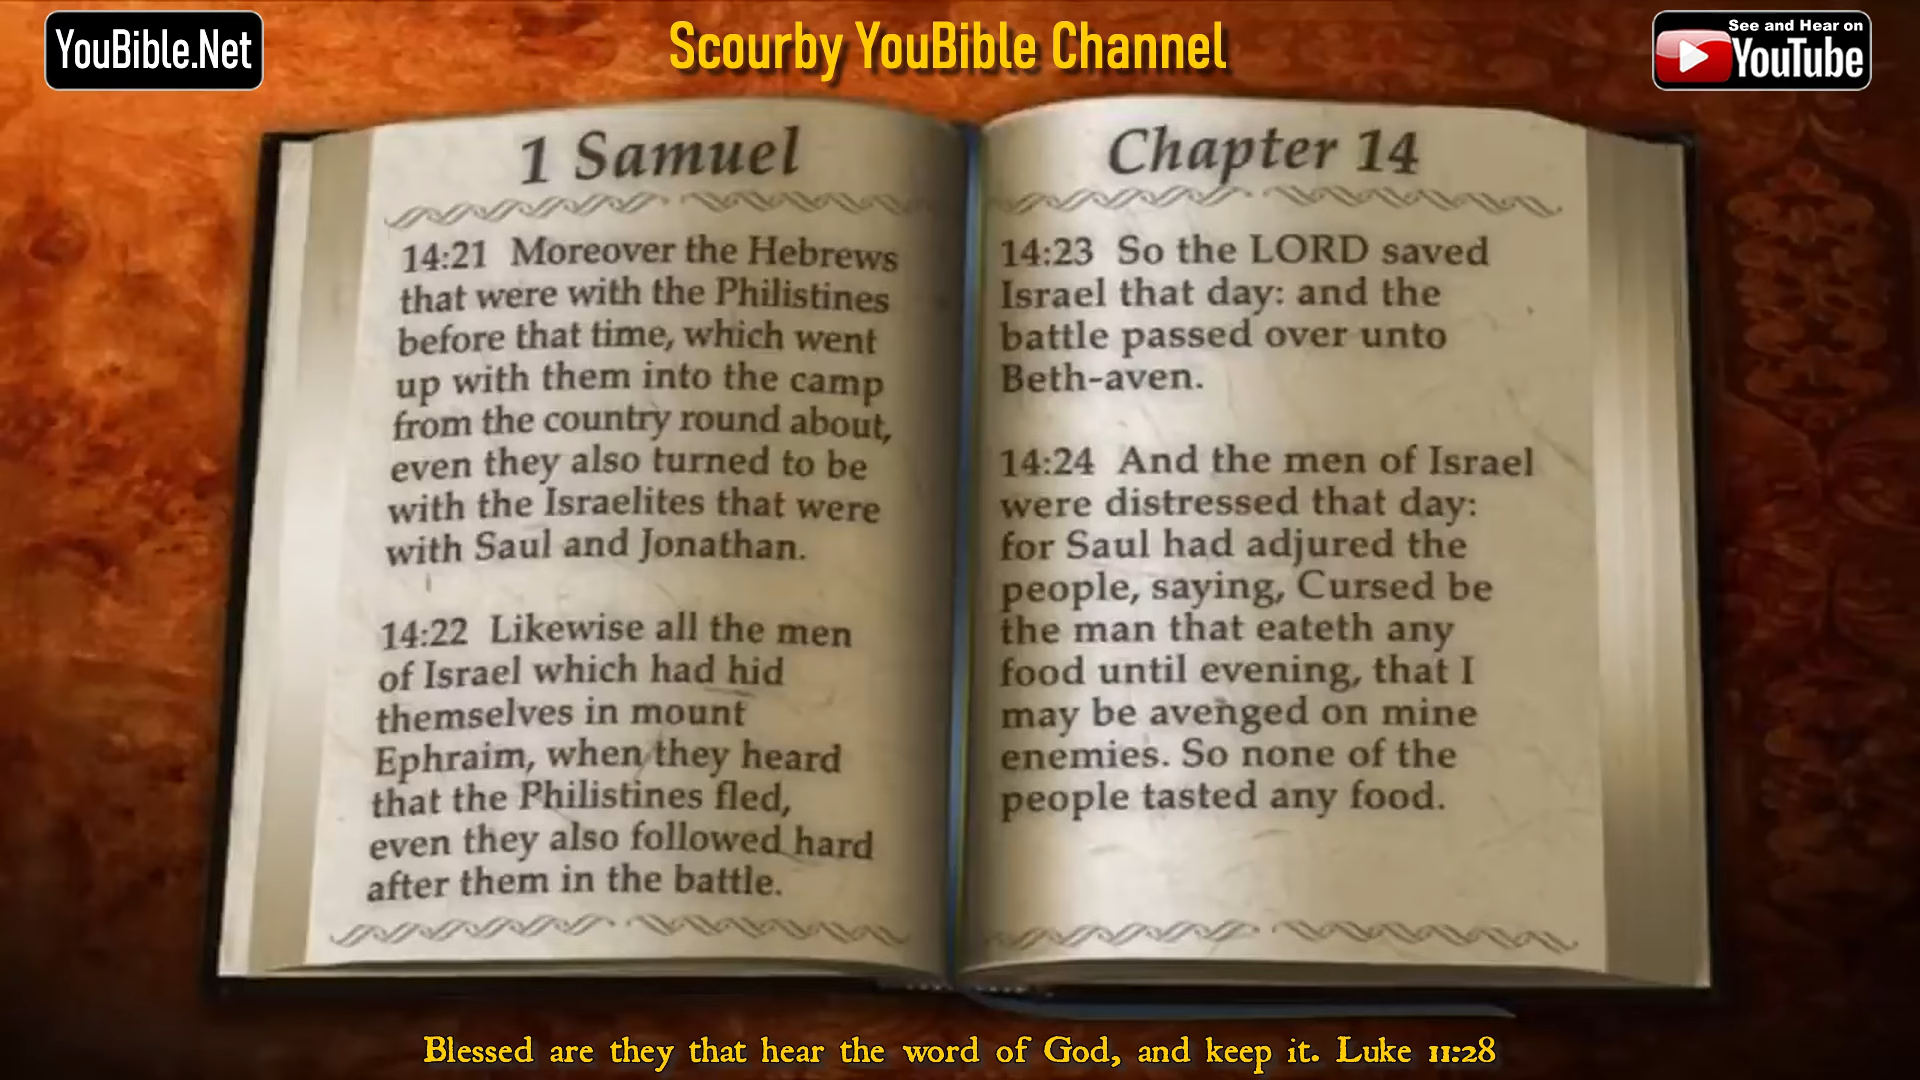 YouBible.Net
Scourby YouBible Channel
See and Hear on
YouTube
1 Samuel
14:21 Moreover the Hebrews
that were with the Philistines
before that time, which went
up with them into the camp
from the country round about,
even they also turned to be
with the Israelites that were
with Saul and Jonathan.
14:22 Likewise all the men
of Israel which had hid
themselves in mount
Ephraim, when they heard
that the Philistines fled,
even they also followed hard
after them in the battle.
Chapter 14
14:23 So the LORD saved
Israel that day: and the
battle passed over unto
Beth-aven.
14:24 And the men of Israel
were distressed that day:
for Saul had adjured the
people, saying, Cursed be
the man that eateth any
food until evening, that I
may be avenged on mine
enemies. So none of the
people tasted any food.
Blessed are they that hear the word of God, and keep it. Luke 11:28